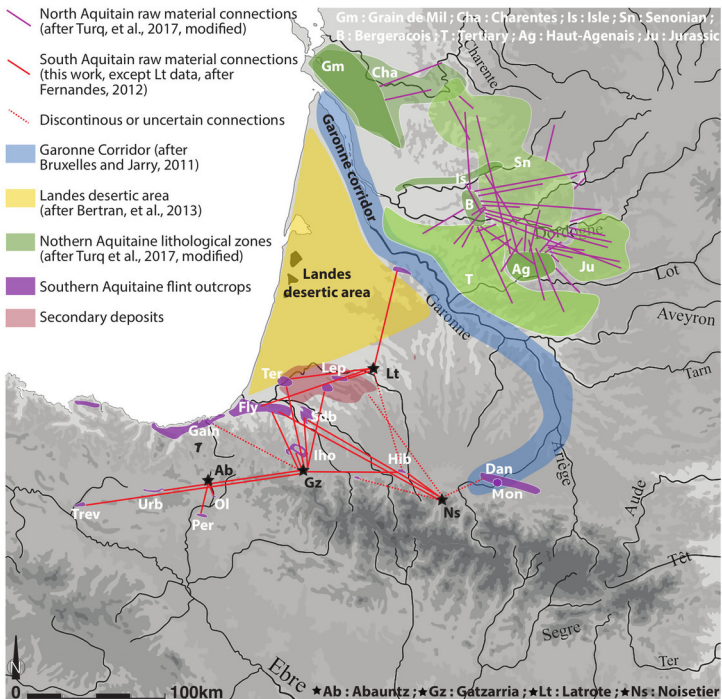 North Aquitain raw material connections
(after Turq, et al., 2017, modified)
South Aquitain raw material connections
(this work, except Lt data, after
Fernandes, 2012)
Discontinous or uncertain connections
Garonne Corridor (after
Bruxelles and Jarry, 2011)
Landes desertic area
(after Bertran, et al., 2013)
Nothern Aquitaine lithological zones
(after Turq et al., 2017, modified)
Southern Aquitaine flint outcrops
Secondary deposits
Gm : Grain de Mil ; Cha : Charentes ; Is : Isle ; Sn : Senonian ;
B : Bergeracois ; T : Tertiary ; Ag : Haut-Agenais ; Ju : Jurassic
Gm
Cha
Charente
Garonne corridor
Sn
Is
B
Dordogne
Ju
Ag
T
Lot
Landes
desertic area
Garonne
Aveyron
Tarn
Ter
Lep
Lt
Fly
Sdb
Gain
Iho
Hib
Ab
Gz
Dan
Mon
Ns
Ariège
Aude
Trev
Urb
Ol
Per
Têt
Segre
Ter
Ebre
N
0
100km
★Ab : Abauntz ; ★Gz : Gatzarria ; ★Lt : Latrote ; ★Ns : Noisetier